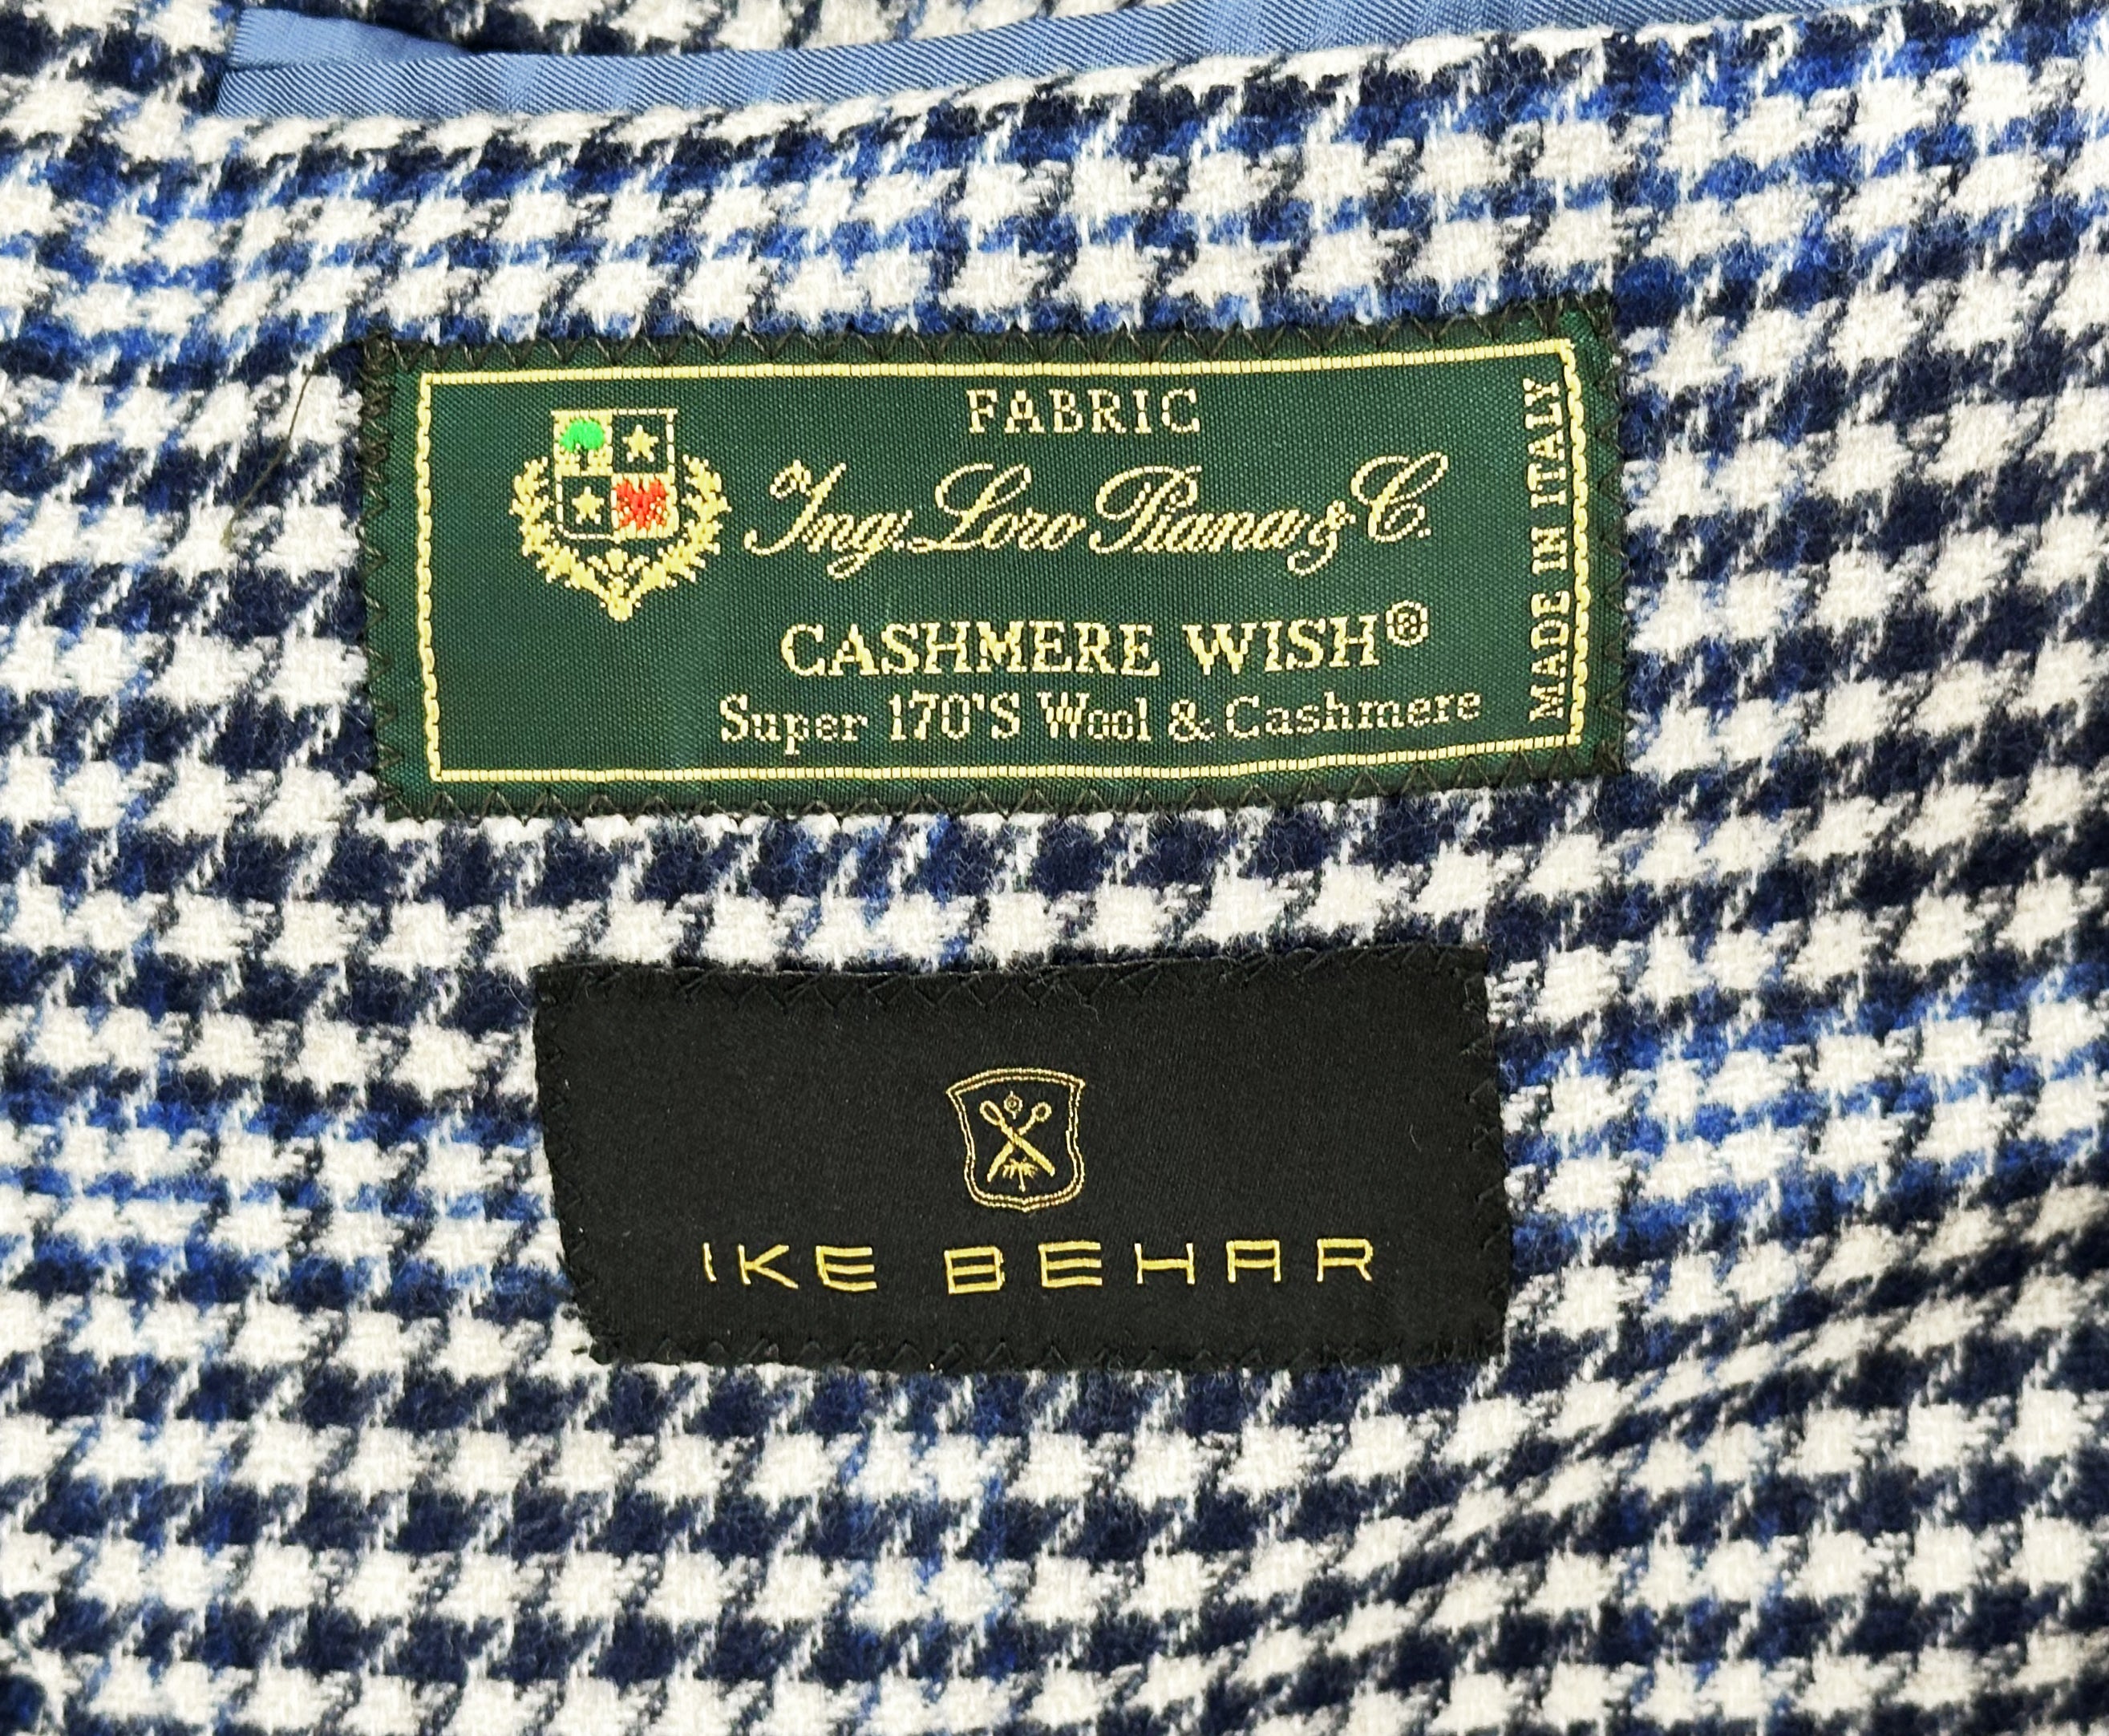 FABRIC
Ing. Loro Piana & C.
CASHMERE WISH®
Super 170'S Wool & Cashmere
MADE IN ITALY
IKE BEHAR